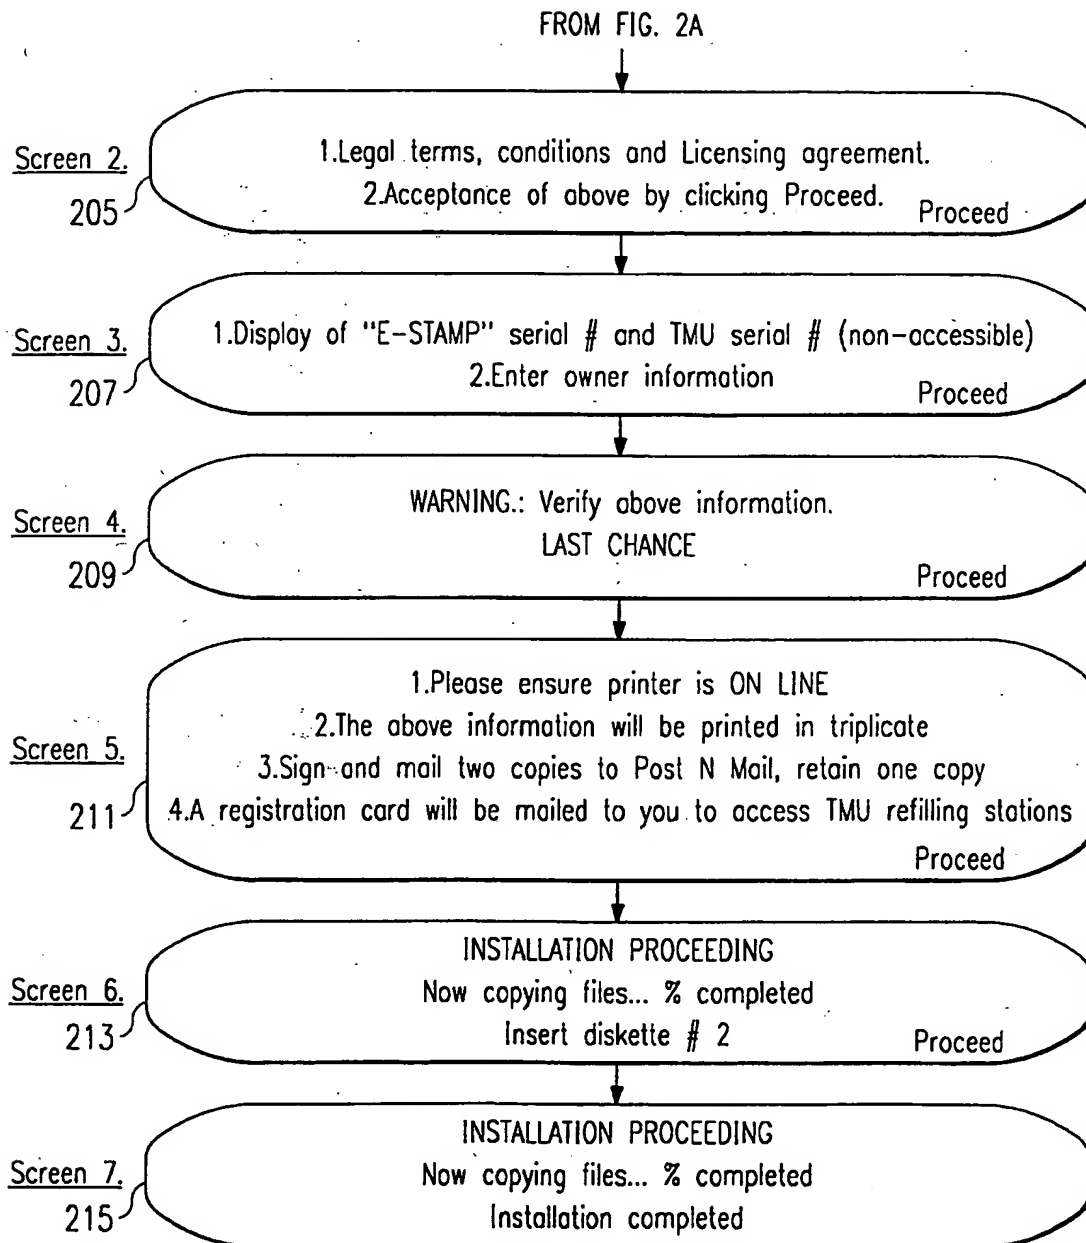 FROM FIG. 2A
Screen 2.
205
1.Legal terms, conditions and Licensing agreement.
2.Acceptance of above by clicking Proceed.
Proceed
Screen 3.
207
1.Display of "E-STAMP" serial # and TMU serial # (non-accessible)
2.Enter owner information
Proceed
Screen 4.
209
WARNING.: Verify above information.
LAST CHANCE
Proceed
Screen 5.
211
1.Please ensure printer is ON LINE
2.The above information will be printed in triplicate
3.Sign and mail two copies to Post N Mail, retain one copy
4.A registration card will be mailed to you to access TMU refilling stations
Proceed
Screen 6.
213
INSTALLATION PROCEEDING
Now copying files... % completed
Insert diskette # 2
Proceed
Screen 7.
215
INSTALLATION PROCEEDING
Now copying files... % completed
Installation completed